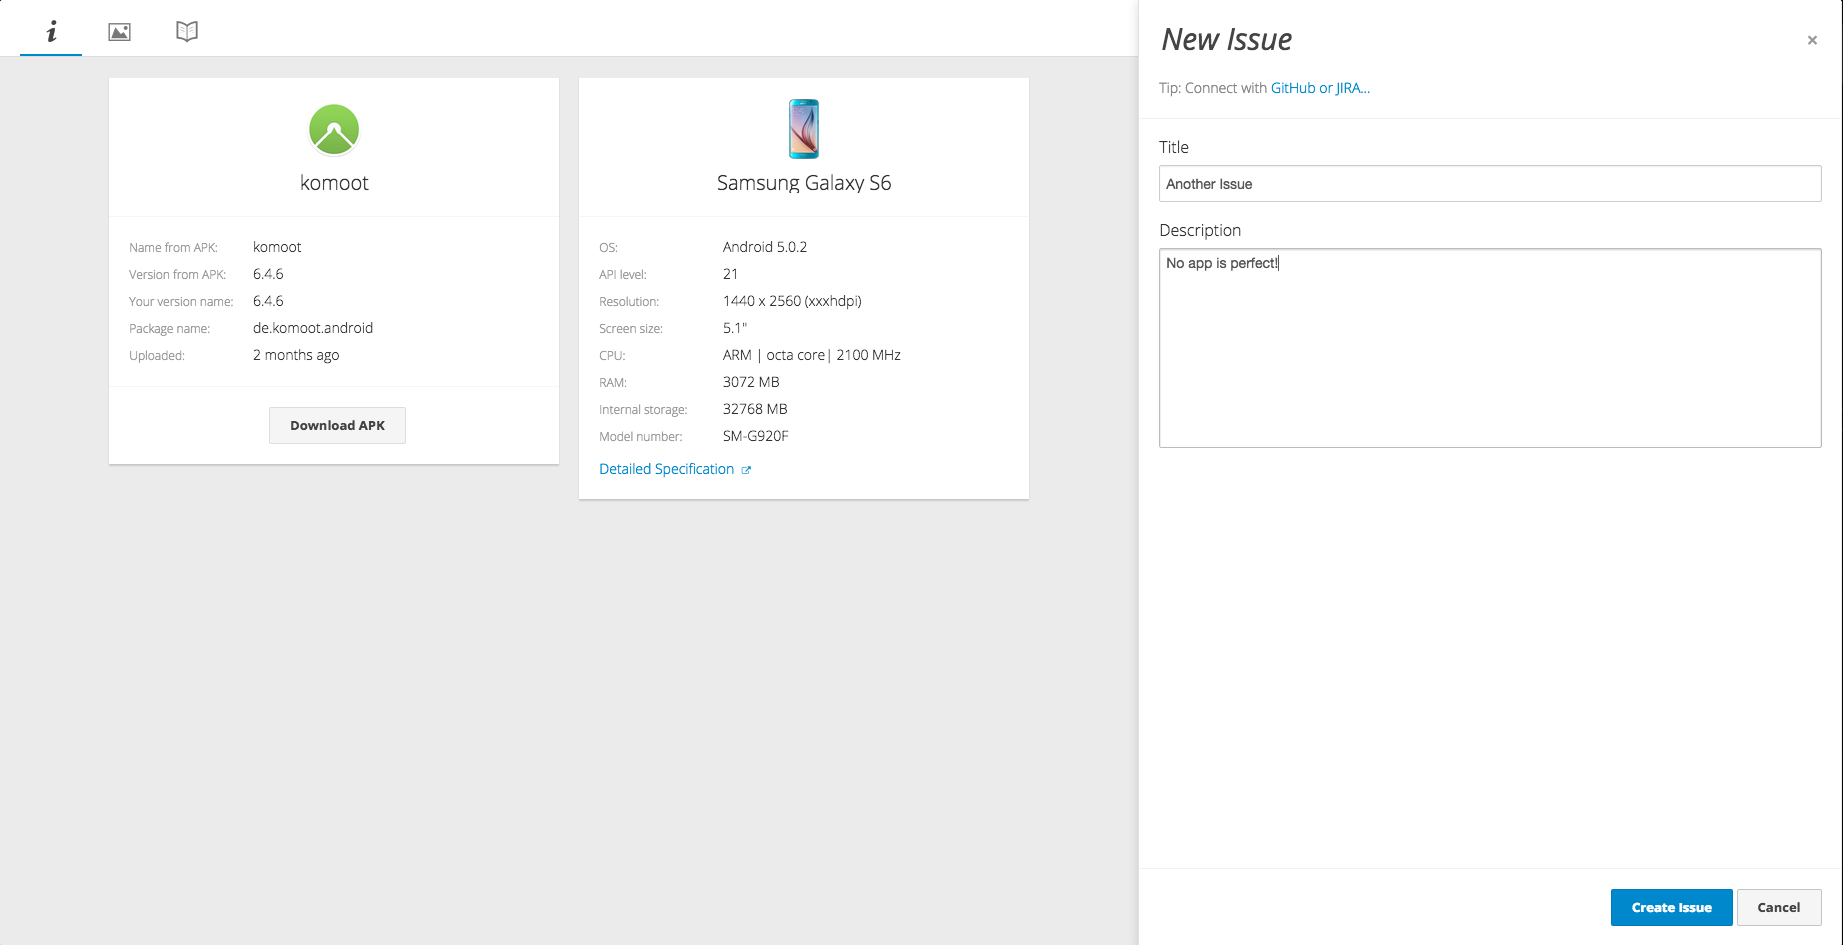 i
komoot
Name from APK: komoot
Version from APK: 6.4.6
Your version name: 6.4.6
Package name: de.komoot.android
Uploaded: 2 months ago
Download APK
Samsung Galaxy S6
OS: Android 5.0.2
API level: 21
Resolution: 1440 x 2560 (xxxhdpi)
Screen size: 5.1"
CPU: ARM | octa core| 2100 MHz
RAM: 3072 MB
Internal storage: 32768 MB
Model number: SM-G920F
Detailed Specification
New Issue
×
Tip: Connect with GitHub or JIRA...
Title
Another Issue
Description
No app is perfect!
Create Issue
Cancel